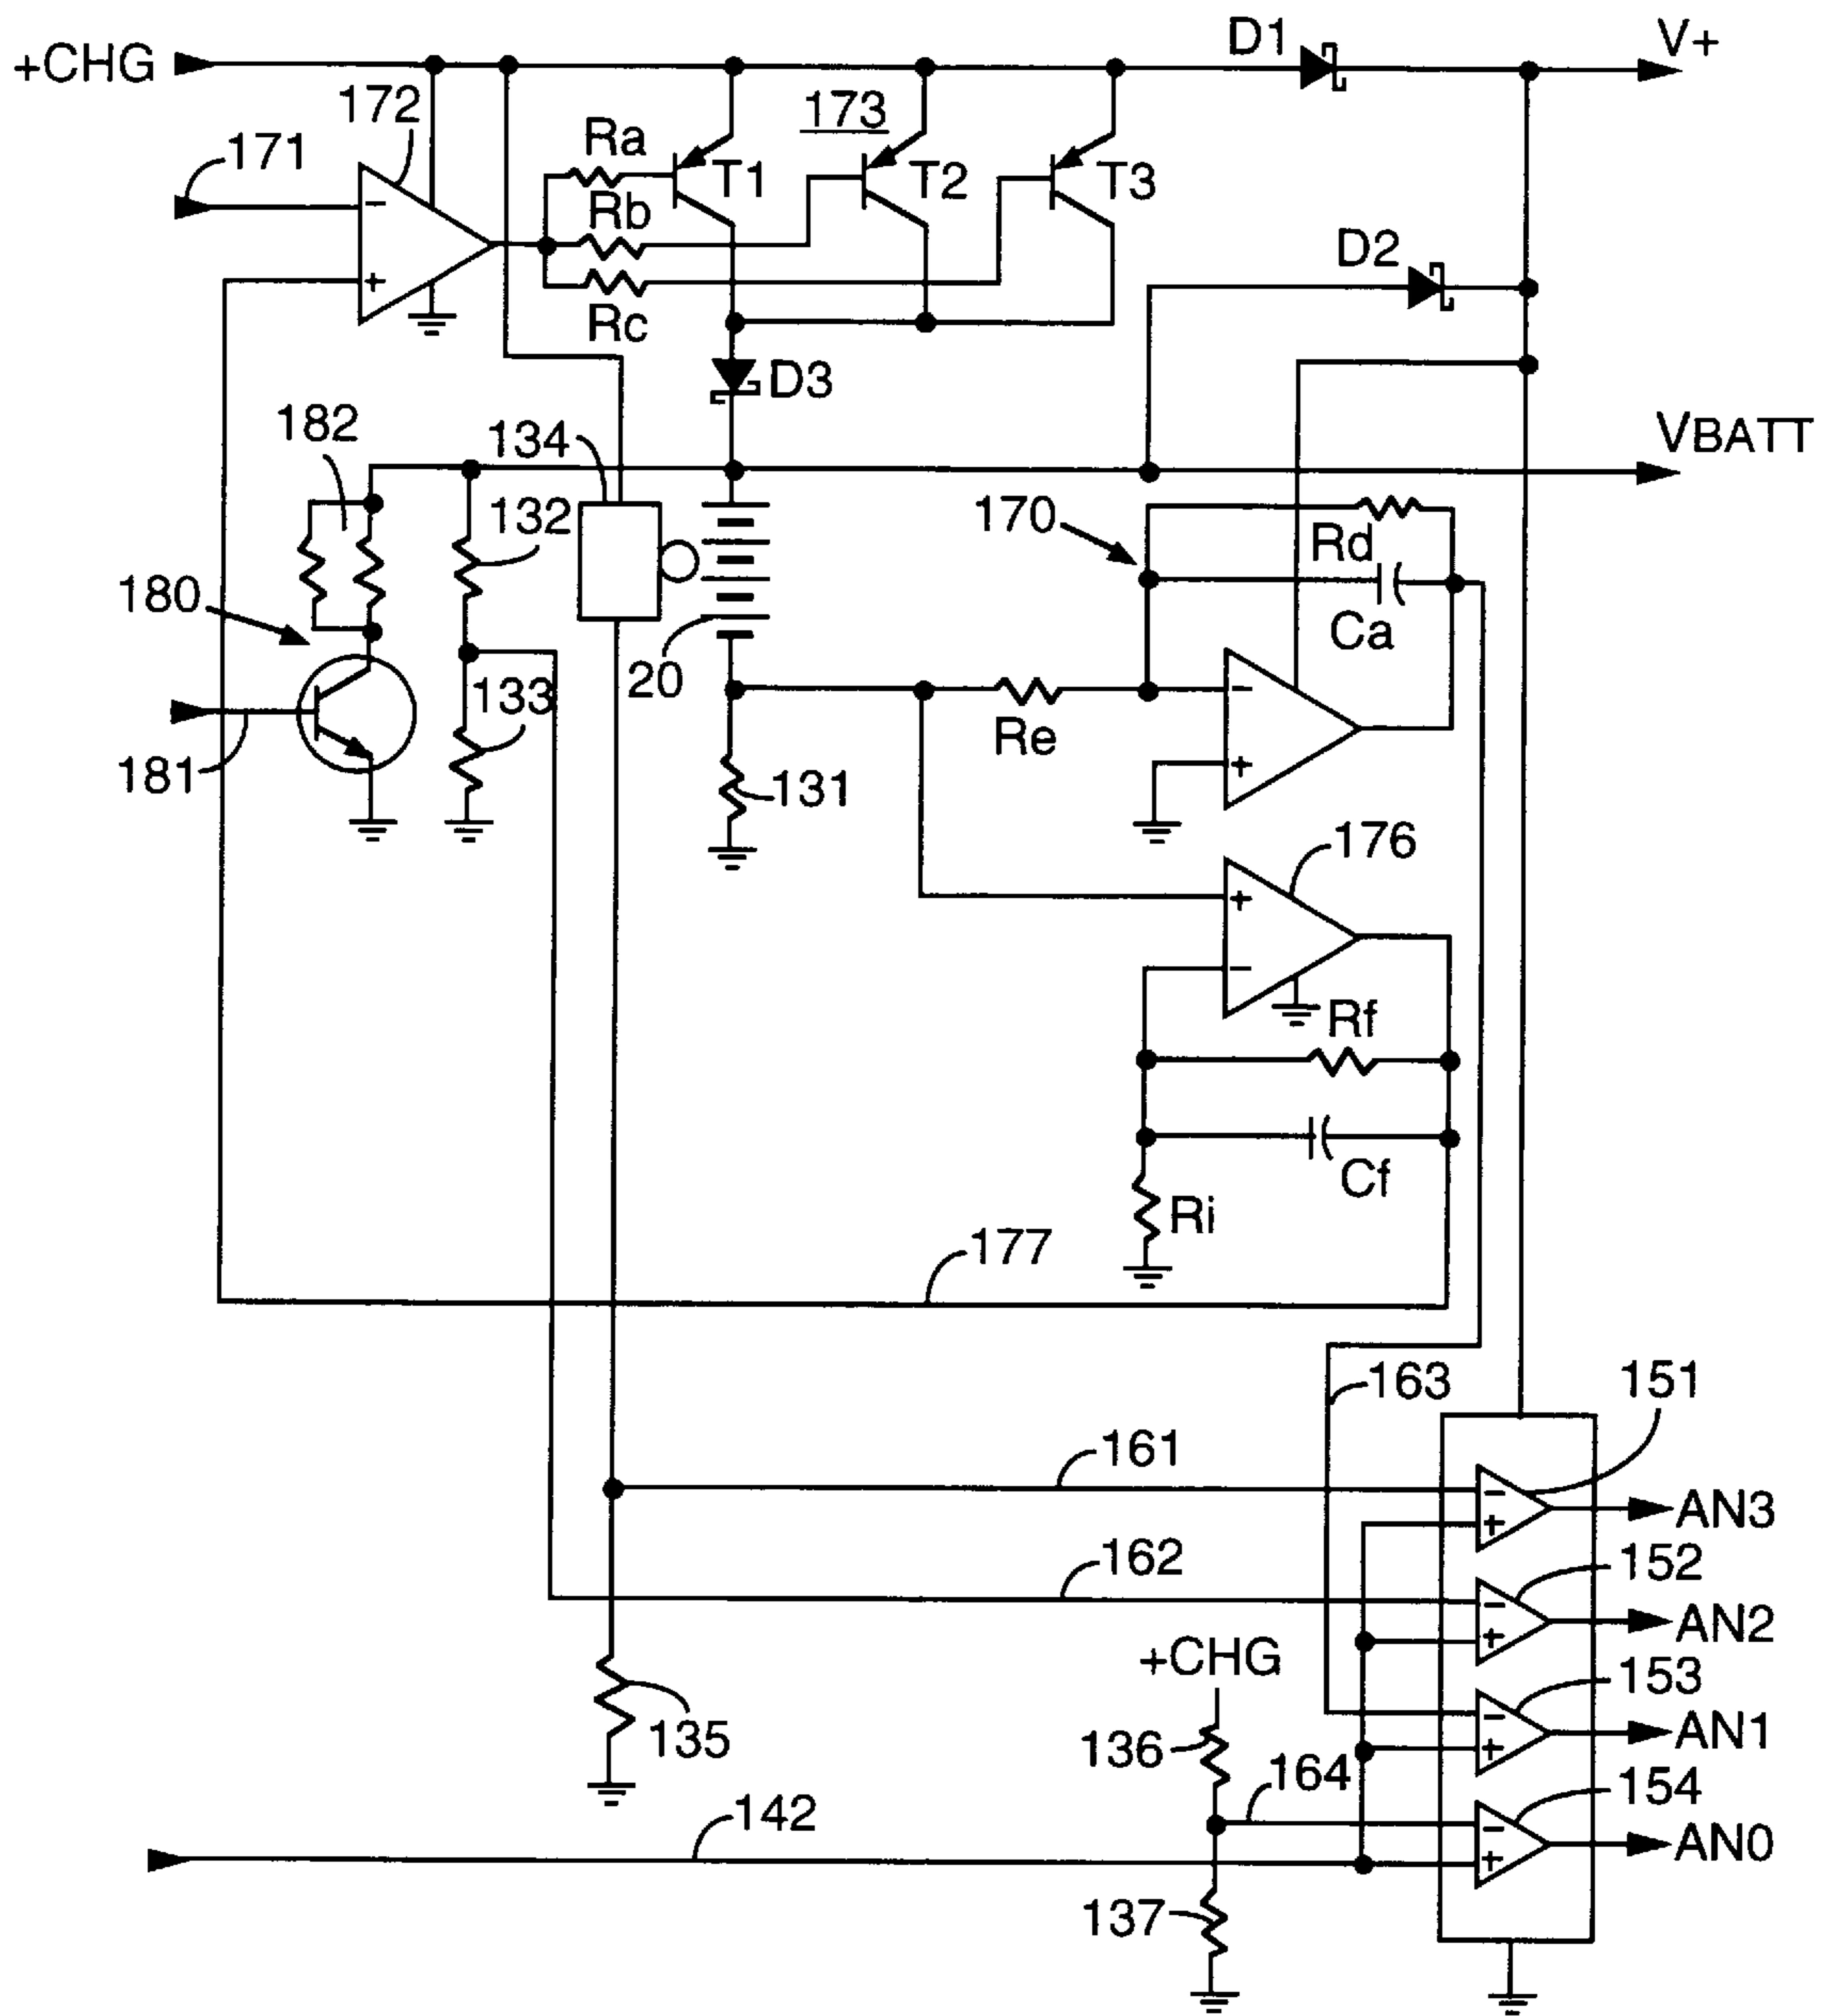 D1
V+
+CHG
172
173
171
Ra
T1
T2
T3
−
Rb
D2
+
Rc
D3
182
134
VBATT
132
170
Rd
180
Ca
20
133
−
Re
181
131
+
176
+
−
Rf
Cf
Ri
177
163
151
161
−
AN3
+
162
152
−
AN2
+
+CHG
153
−
135
136
AN1
+
164
154
142
−
AN0
+
137